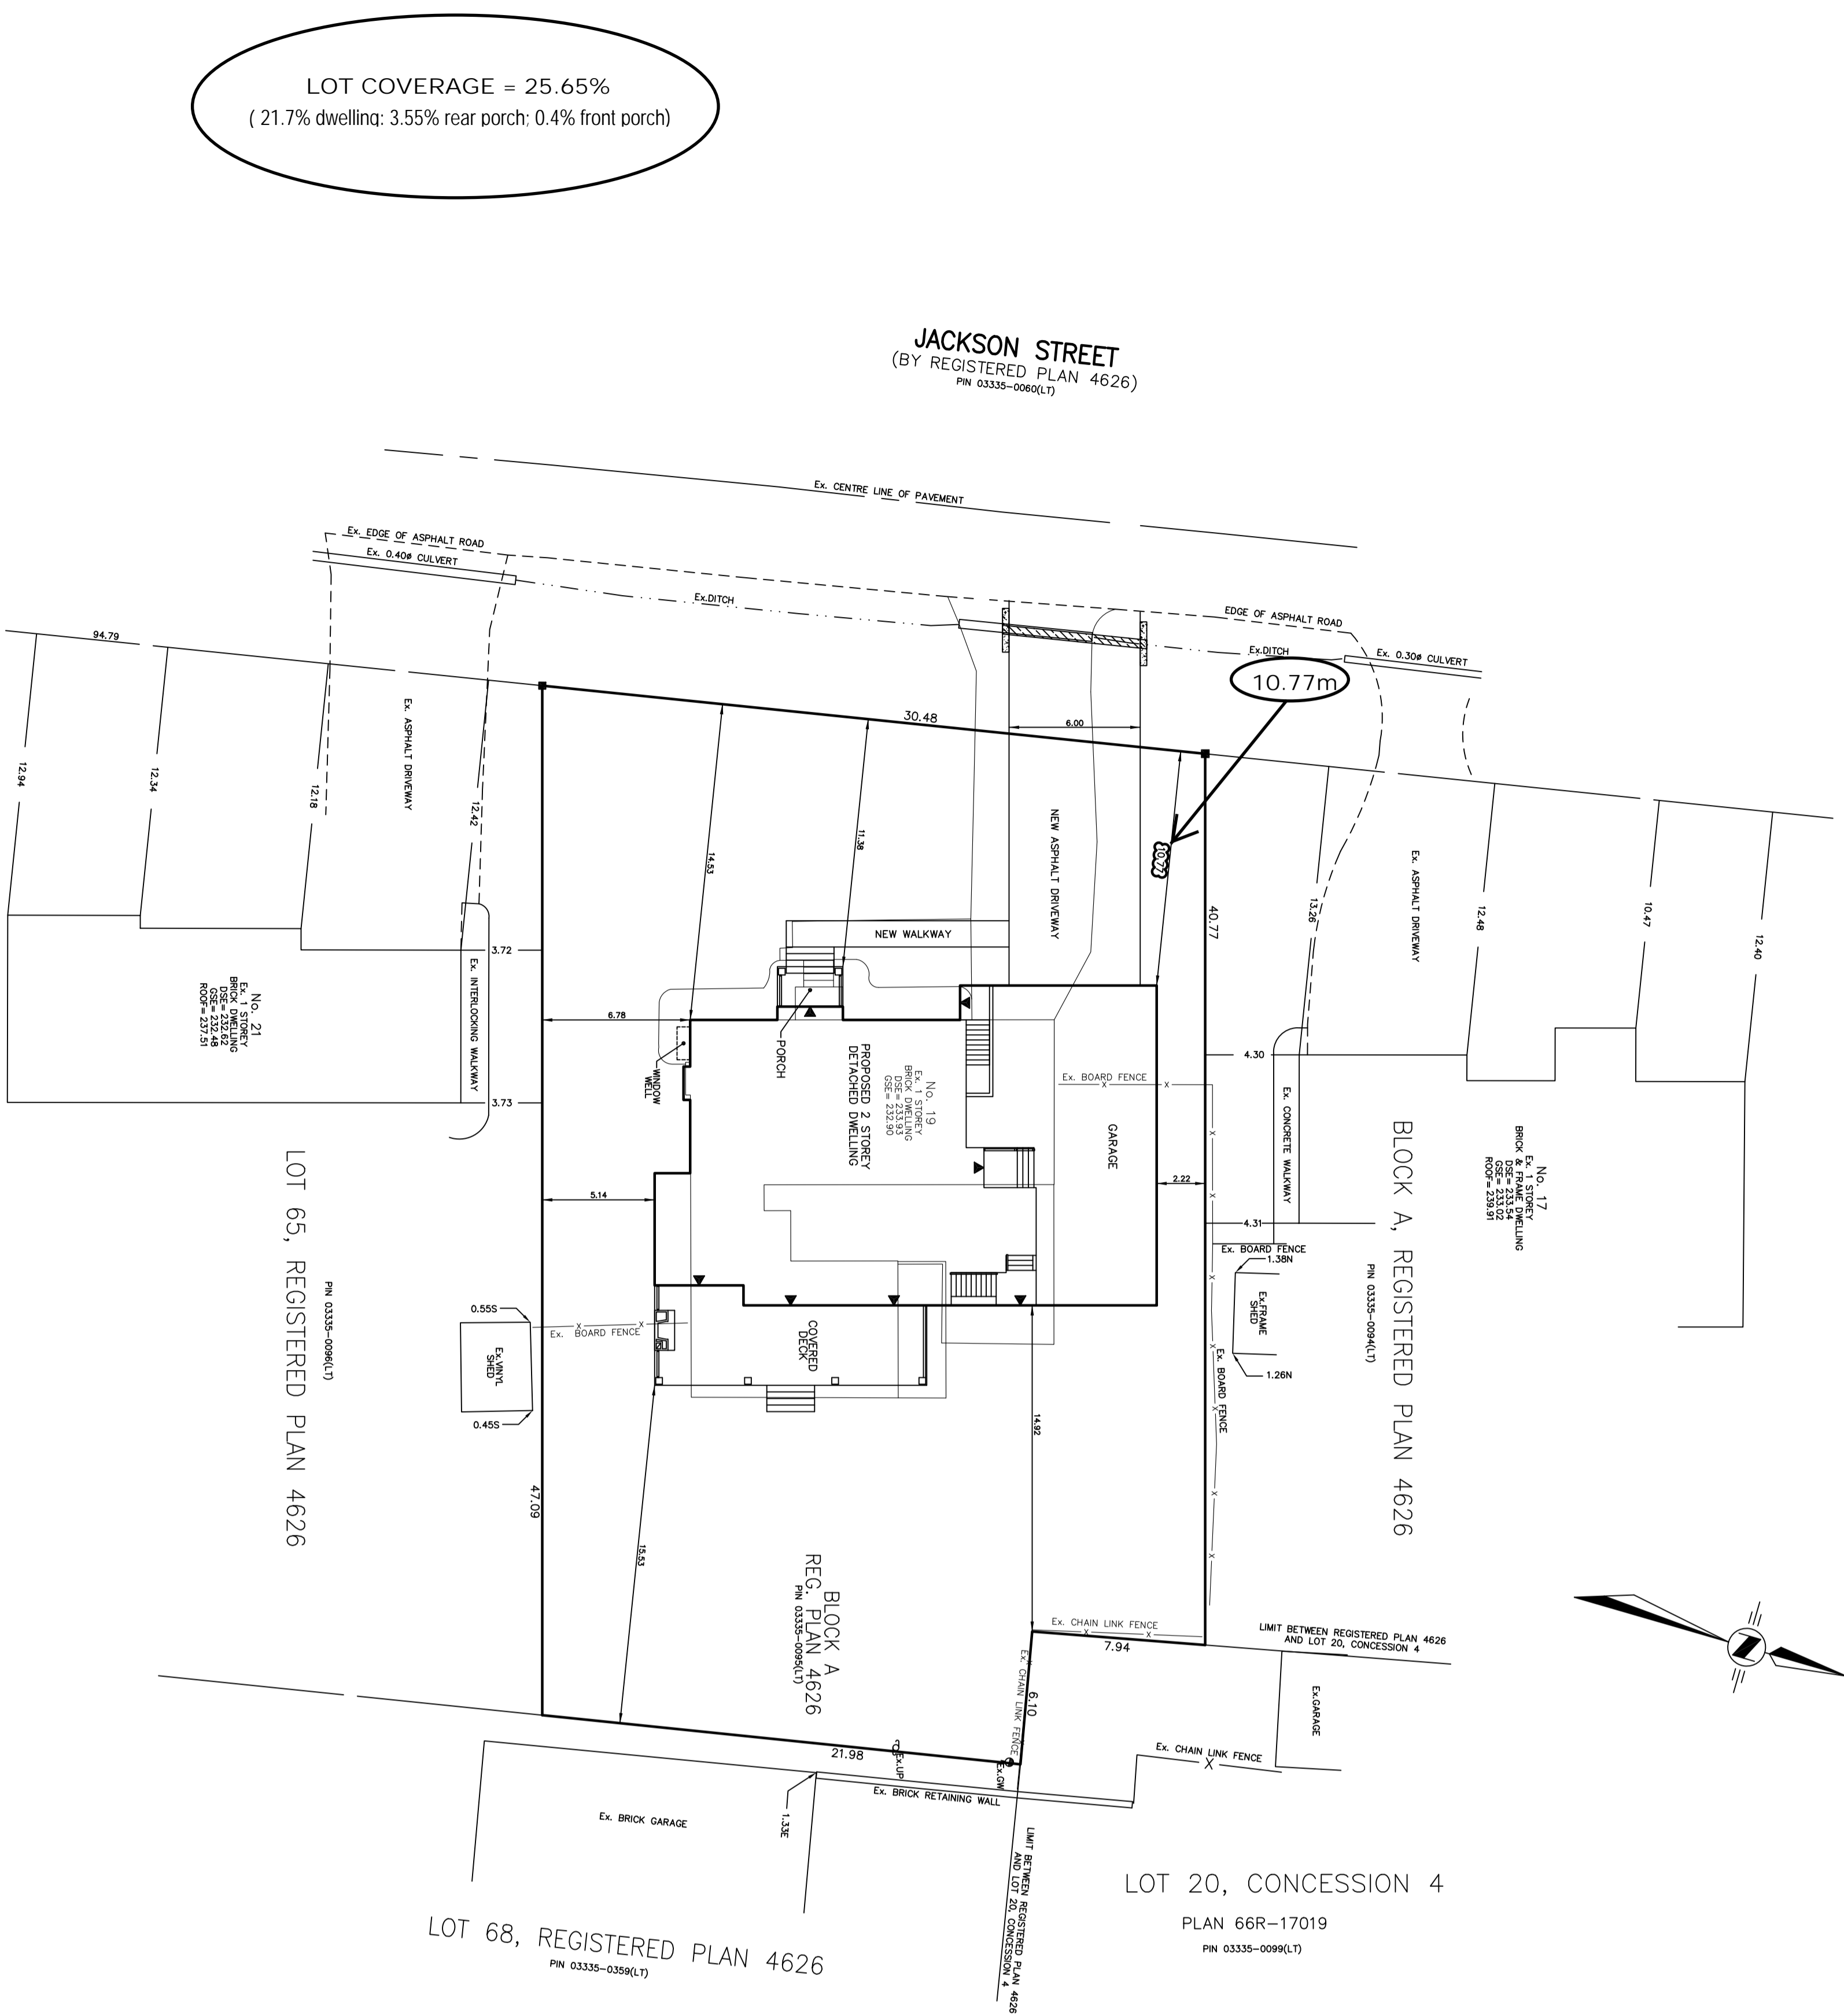 LOT COVERAGE = 25.65%
( 21.7% dwelling: 3.55% rear porch; 0.4% front porch)
JACKSON STREET
(BY REGISTERED PLAN 4626)
PIN 03335-0060(LT)
Ex. CENTRE LINE OF PAVEMENT
Ex. EDGE OF ASPHALT ROAD
Ex. 0.40ø CULVERT
Ex.DITCH
EDGE OF ASPHALT ROAD
Ex.DITCH
Ex. 0.30ø CULVERT
10.77m
94.79
30.48
6.00
12.94
12.34
12.18
Ex. ASPHALT DRIVEWAY
12.42
14.53
11.38
NEW ASPHALT DRIVEWAY
10.77
40.77
13.26
Ex. ASPHALT DRIVEWAY
12.48
10.47
12.40
NEW WALKWAY
3.72
Ex. INTERLOCKING WALKWAY
3.73
No. 21
Ex. 1 STOREY
BRICK DWELLING
DSE= 232.62
GSE= 232.48
ROOF= 237.51
6.78
WINDOW
WELL
PORCH
PROPOSED 2 STOREY
DETACHED DWELLING
No. 19
Ex. 1 STOREY
BRICK DWELLING
DSE= 233.93
GSE= 232.90
Ex. BOARD FENCE
X
X
GARAGE
2.22
4.30
Ex. CONCRETE WALKWAY
4.31
No. 17
Ex. 1 STOREY
BRICK & FRAME DWELLING
DSE= 233.54
GSE= 233.02
ROOF= 239.91
BLOCK A, REGISTERED PLAN 4626
PIN 03335-0094(LT)
Ex. BOARD FENCE
1.38N
Ex.FRAME
SHED
1.26N
Ex. BOARD FENCE
X
X
X
X
X
X
X
LOT 65, REGISTERED PLAN 4626
PIN 03335-0096(LT)
5.14
0.55S
Ex.VINYL
SHED
0.45S
X
X
Ex. BOARD FENCE
COVERED
DECK
14.92
47.09
15.53
BLOCK A
REG. PLAN 4626
PIN 03335-0095(LT)
Ex. CHAIN LINK FENCE
X
X
7.94
LIMIT BETWEEN REGISTERED PLAN 4626
AND LOT 20, CONCESSION 4
Ex. CHAIN LINK FENCE
6.10
Ex.GARAGE
Ex. CHAIN LINK FENCE
X
21.98
Ex.UP
Ex.GW
Ex. BRICK RETAINING WALL
Ex. BRICK GARAGE
1.33E
LIMIT BETWEEN REGISTERED PLAN 4626
AND LOT 20, CONCESSION 4
LOT 20, CONCESSION 4
PLAN 66R-17019
PIN 03335-0099(LT)
LOT 68, REGISTERED PLAN 4626
PIN 03335-0359(LT)